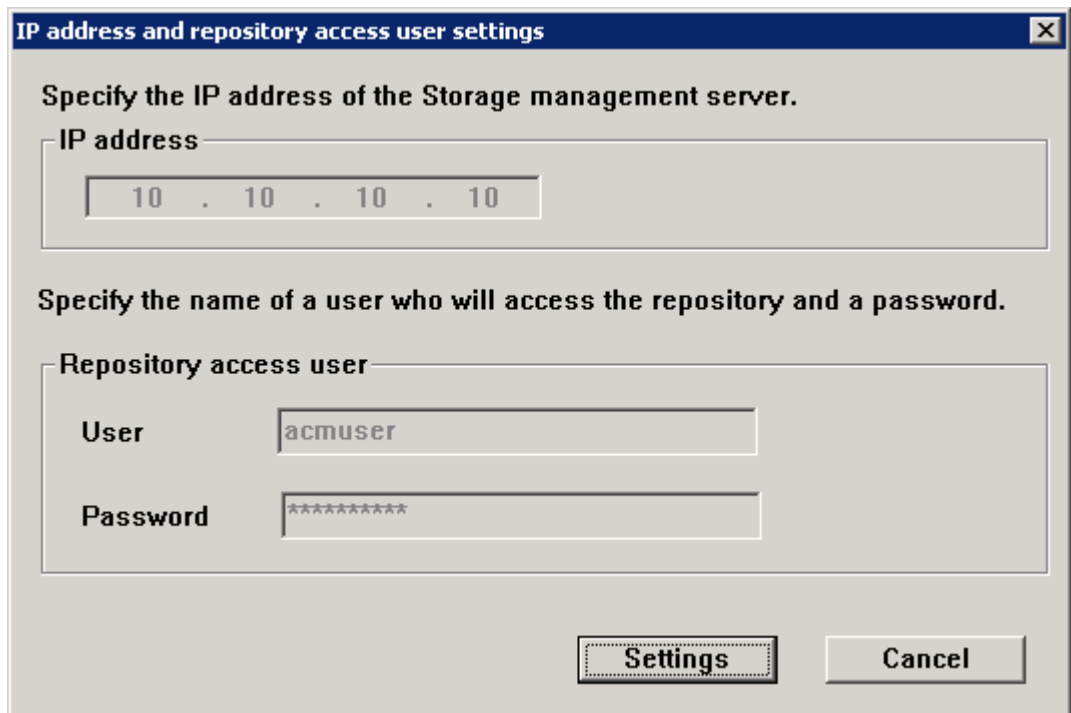 IP address and repository access user settings
Specify the IP address of the Storage management server.
IP address
10 . 10 . 10 . 10
Specify the name of a user who will access the repository and a password.
Repository access user
User acmuser
Password **********
Settings Cancel